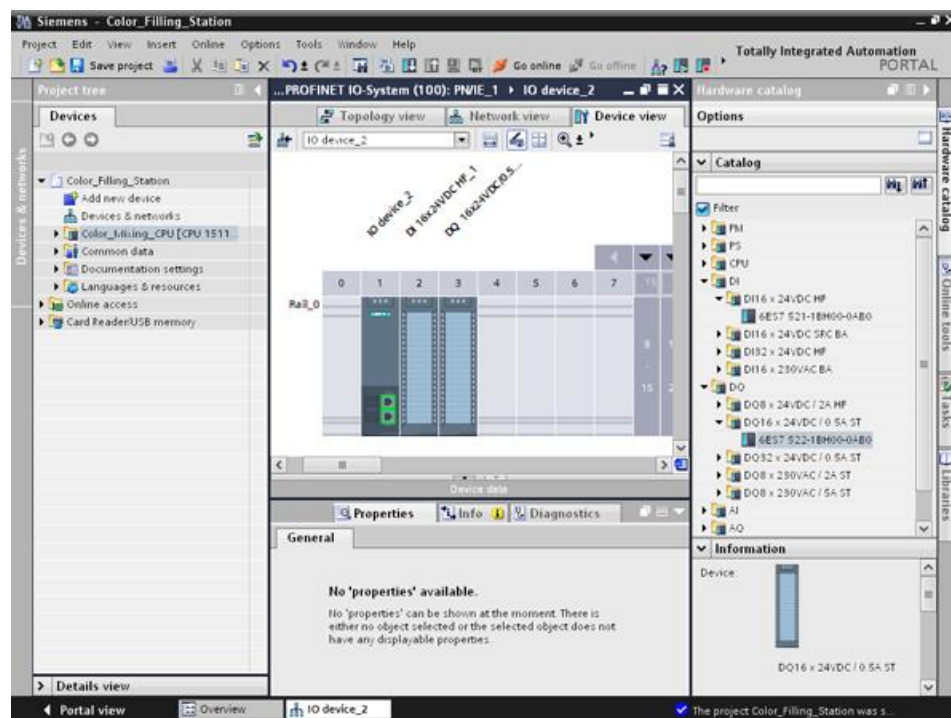 Siemens - Color_Filling_Station
Project Edit View Insert Online Options Tools Window Help
Totally Integrated Automation
PORTAL
Save project Go online Go offline
Project tree
Devices
Color_Filling_Station
Add new device
Devices & networks
Color_Mixing_CPU [CPU 1511...
Common data
Documentation settings
Languages & resources
Online access
Card Reader/USB memory
Details view
Devices & networks
...PROFINET IO-System (100): PN/IE_1 IO device_2
Topology view Network view Device view
IO device_2
IO device_2
DI 16x24VDC HF_1
DQ 16x24VDC/0.5...
0 1 2 3 4 5 6 7
Rail_0
Device data
Properties Info Diagnostics
General
No 'properties' available.
No 'properties' can be shown at the moment. There is
either no object selected or the selected object does not
have any displayable properties.
Hardware catalog
Options
Catalog
Filter
PM
PS
CPU
DI
DI16 x 24VDC HF
6ES7 521-1BH00-0AB0
DI16 x 24VDC SRC BA
DI32 x 24VDC HF
DI16 x 230VAC BA
DQ
DQ8 x 24VDC / 2A HF
DQ16 x 24VDC / 0.5A ST
6ES7 522-1BH00-0AB0
DQ32 x 24VDC / 0.5A ST
DQ8 x 230VAC / 2A ST
DQ8 x 230VAC / 5A ST
AI
AQ
Information
Device:
DQ16 x 24VDC / 0.5A ST
Hardware catalog
Online tools
Tasks
Libraries
Portal view Overview IO device_2 The project Color_Filling_Station was s...